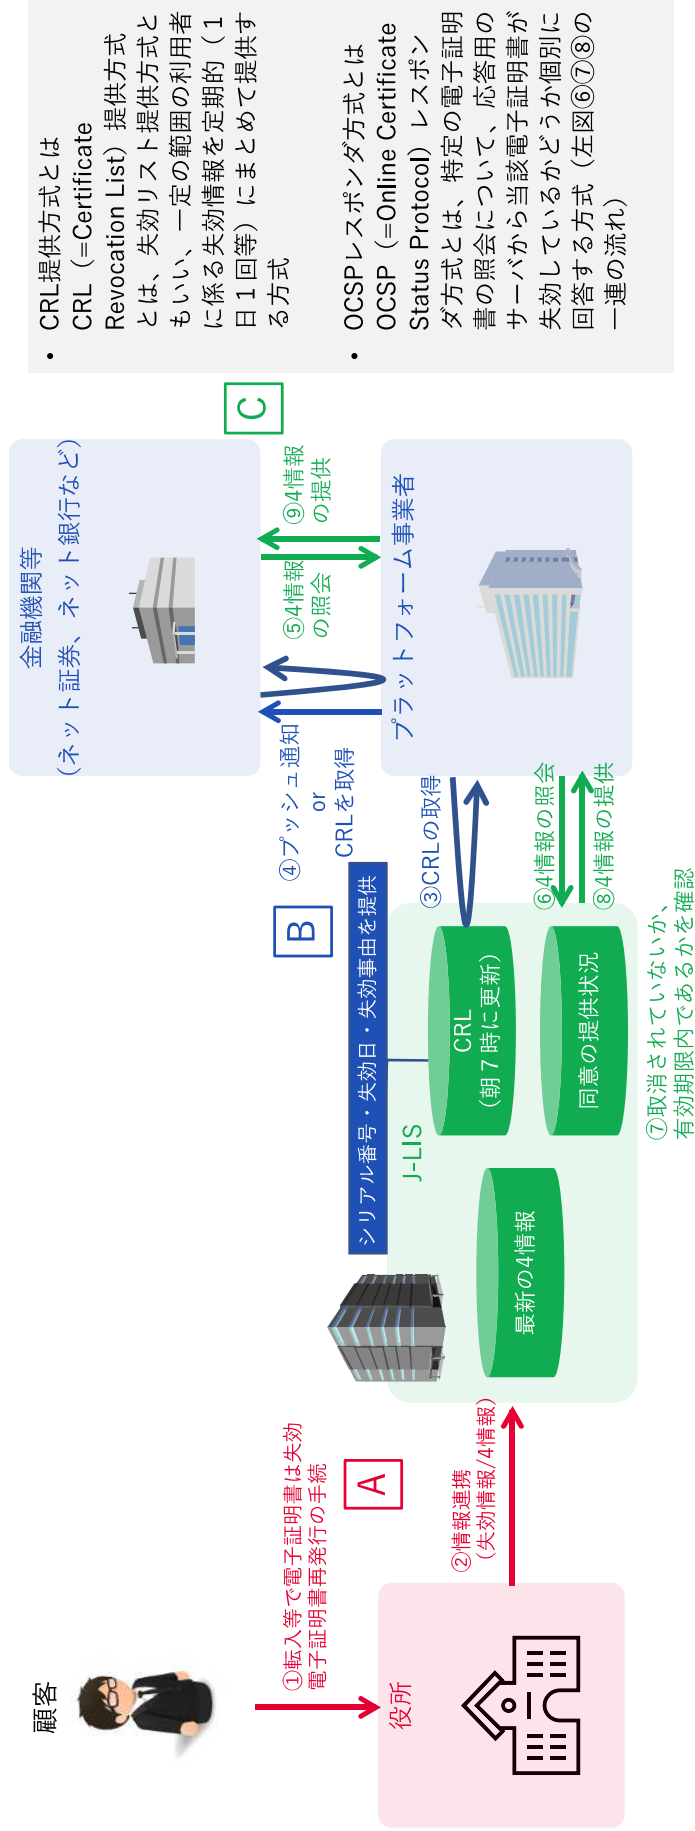 顧客
①転入等で電子証明書は失効
電子証明書再発行の手続
A
役所
②情報連携
（失効情報/4情報）
J-LIS
最新の4情報
シリアル番号・失効日・失効事由を提供
CRL
（朝７時に更新）
同意の提供状況
B
③CRLの取得
④プッシュ通知
or
CRLを取得
金融機関等
（ネット証券、ネット銀行など）
プラットフォーム事業者
C
⑤4情報
の照会
⑥4情報の照会
⑦取消されていないか、
有効期限内であるかを確認
⑧4情報の提供
⑨4情報
の提供
• CRL提供方式とは
CRL（=Certificate
Revocation List）提供方式
とは、失効リスト提供方式と
もいい、一定の範囲の利用者
に係る失効情報を定期的（１
日１回等）にまとめて提供す
る方式
• OCSPレスポンダ方式とは
OCSP（=Online Certificate
Status Protocol）レスポン
ダ方式とは、特定の電子証明
書の照会について、応答用の
サーバから当該電子証明書が
失効しているかどうか個別に
回答する方式（左図⑥⑦⑧の
一連の流れ）